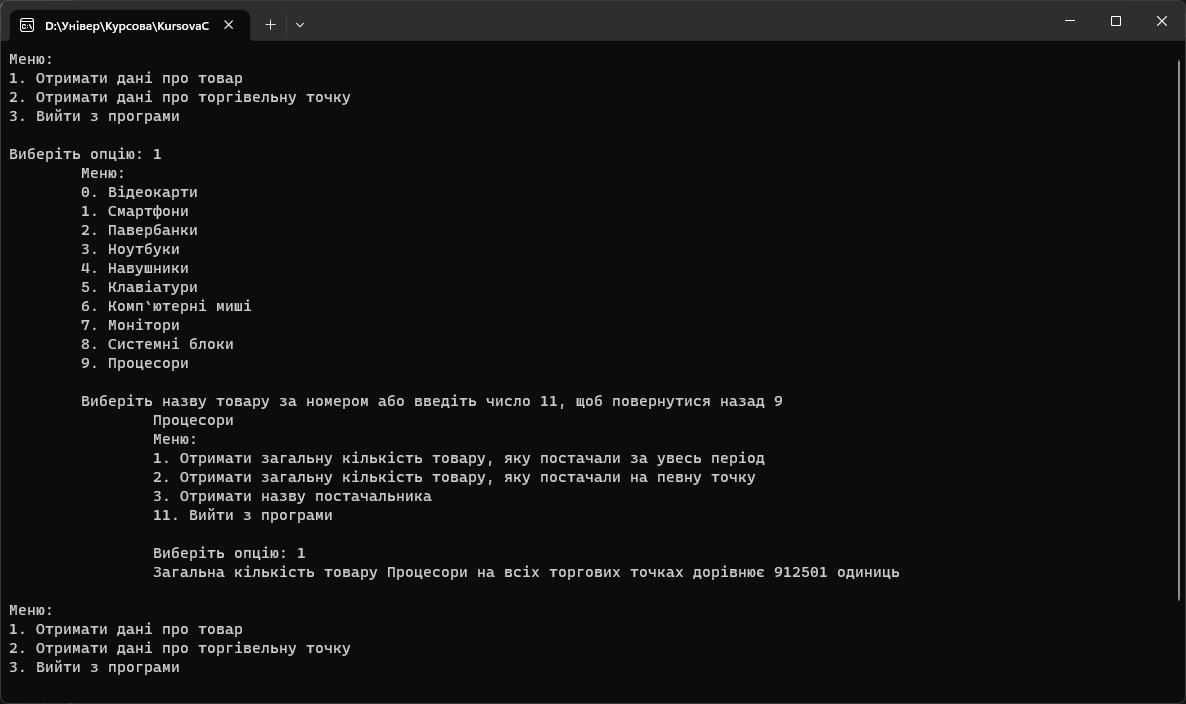 D:\Універ\Курсова\KursovaC
Меню:
1. Отримати дані про товар
2. Отримати дані про торгівельну точку
3. Вийти з програми
Виберіть опцію: 1
Меню:
0. Відеокарти
1. Смартфони
2. Павербанки
3. Ноутбуки
4. Навушники
5. Клавіатури
6. Комп`ютерні миші
7. Монітори
8. Системні блоки
9. Процесори
Виберіть назву товару за номером або введіть число 11, щоб повернутися назад 9
Процесори
Меню:
1. Отримати загальну кількість товару, яку постачали за увесь період
2. Отримати загальну кількість товару, яку постачали на певну точку
3. Отримати назву постачальника
11. Вийти з програми
Виберіть опцію: 1
Загальна кількість товару Процесори на всіх торгових точках дорівнює 912501 одиниць
Меню:
1. Отримати дані про товар
2. Отримати дані про торгівельну точку
3. Вийти з програми